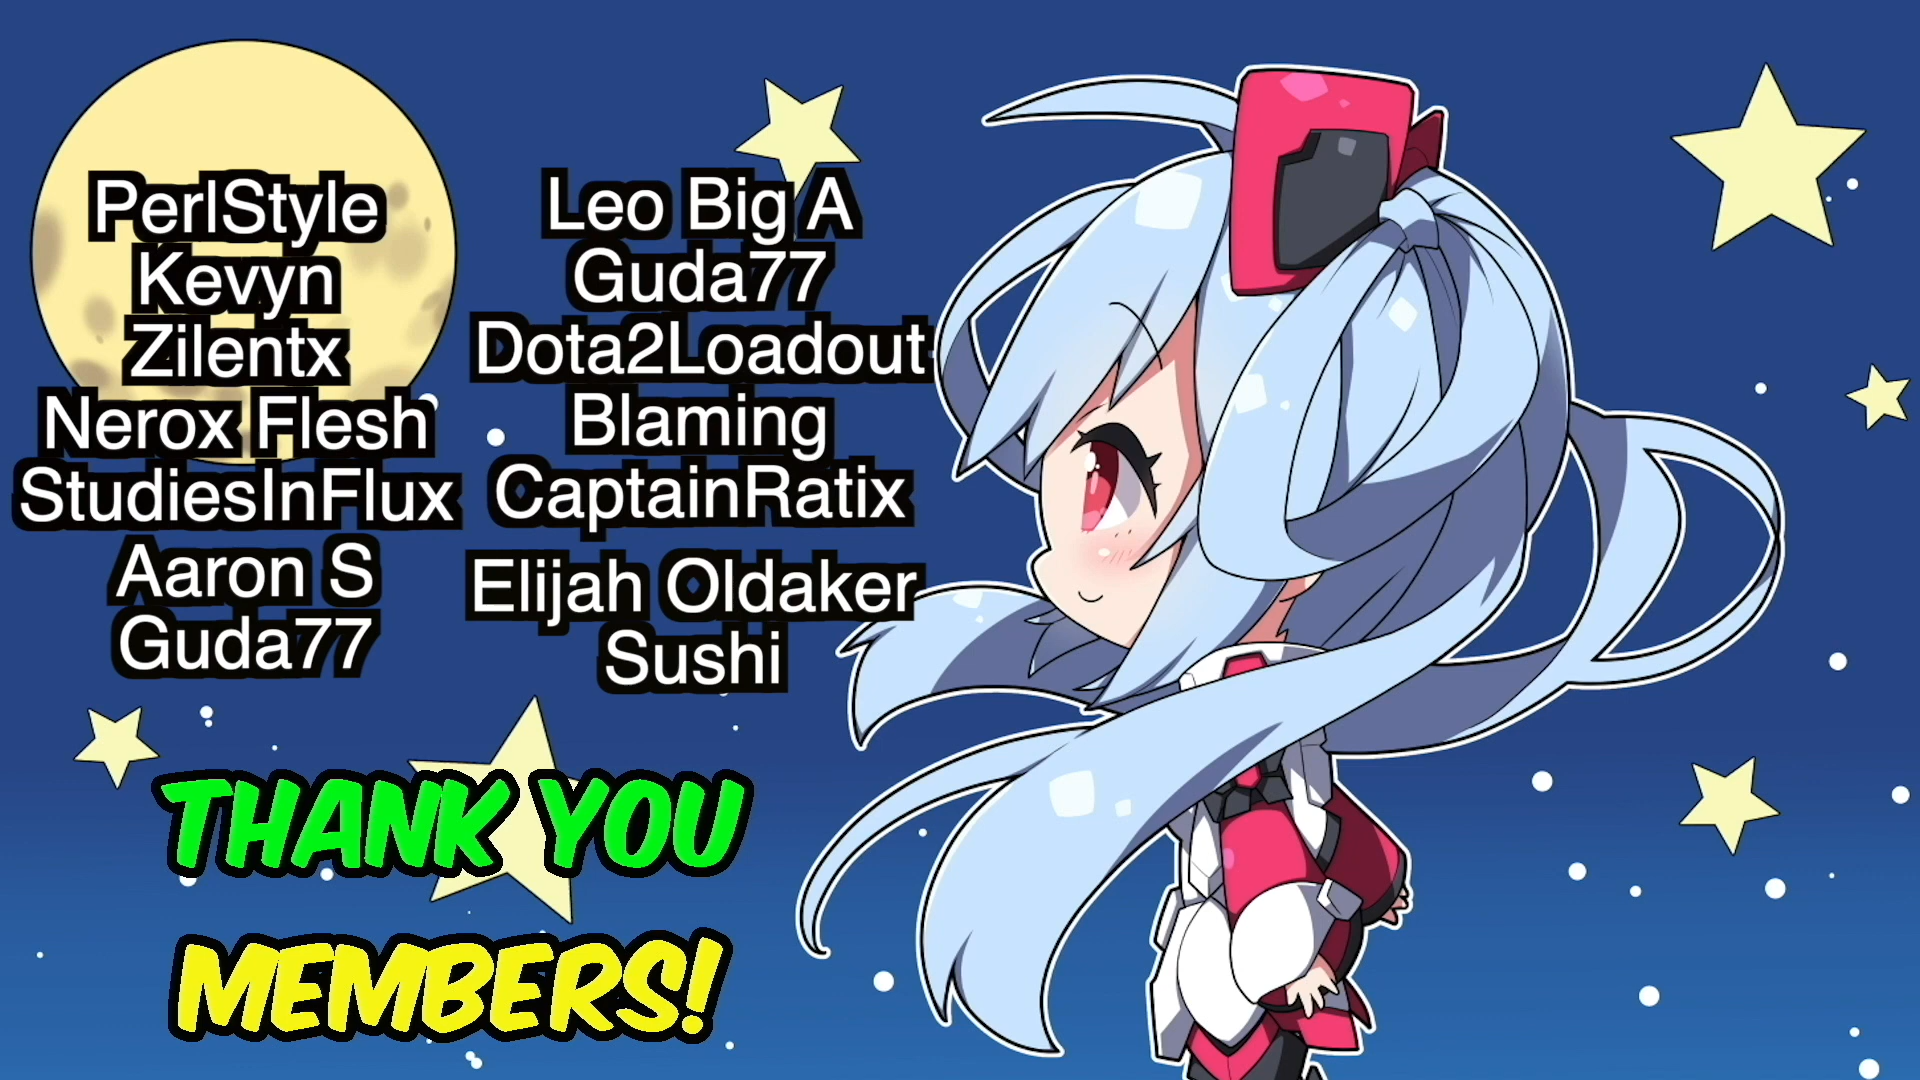 PerlStyle
Kevyn
Zilentx
Nerox Flesh
StudiesInFlux
Aaron S
Guda77
Leo Big A
Guda77
Dota2Loadout
Blaming
CaptainRatix
Elijah Oldaker
Sushi
THANK YOU
MEMBERS!